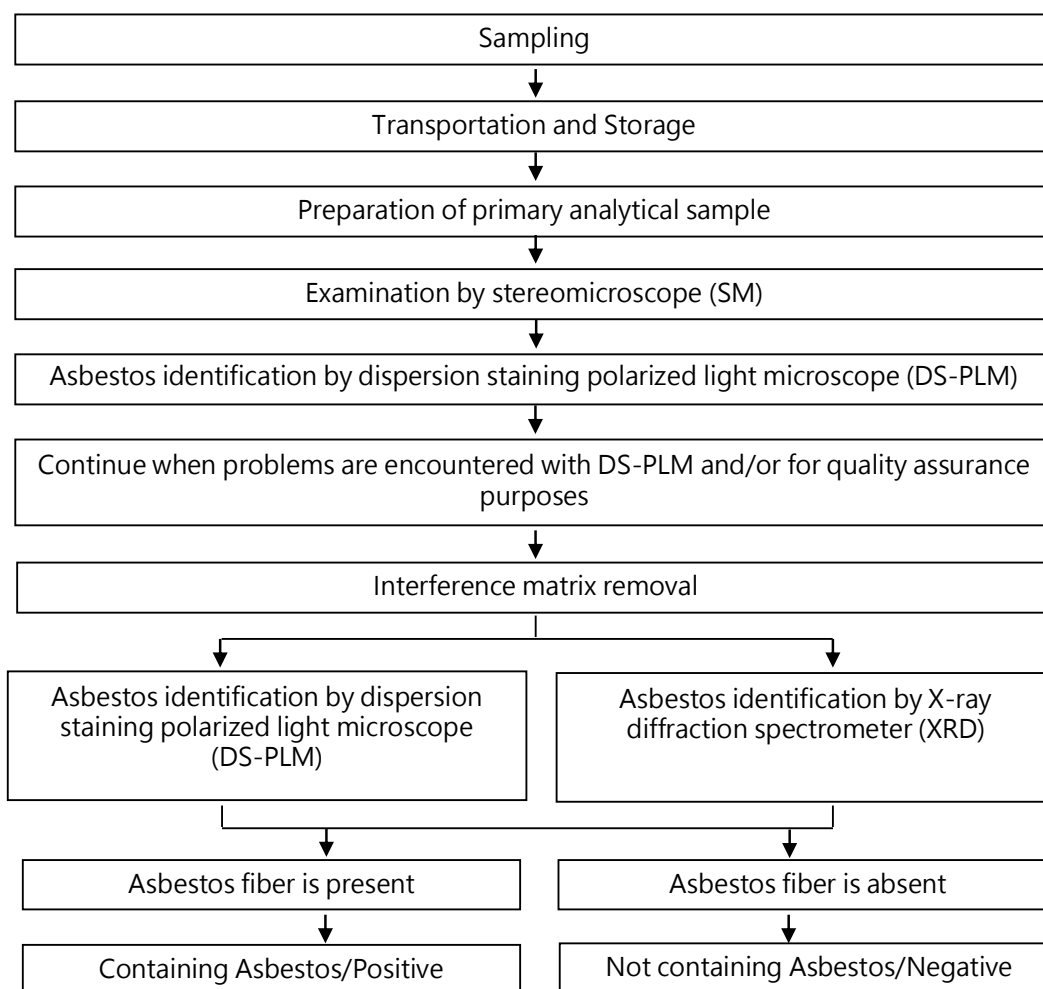 Sampling
Transportation and Storage
Preparation of primary analytical sample
Examination by stereomicroscope (SM)
Asbestos identification by dispersion staining polarized light microscope (DS-PLM)
Continue when problems are encountered with DS-PLM and/or for quality assurance
purposes
Interference matrix removal
Asbestos identification by dispersion
staining polarized light microscope
(DS-PLM)
Asbestos identification by X-ray
diffraction spectrometer (XRD)
Asbestos fiber is present
Asbestos fiber is absent
Containing Asbestos/Positive
Not containing Asbestos/Negative